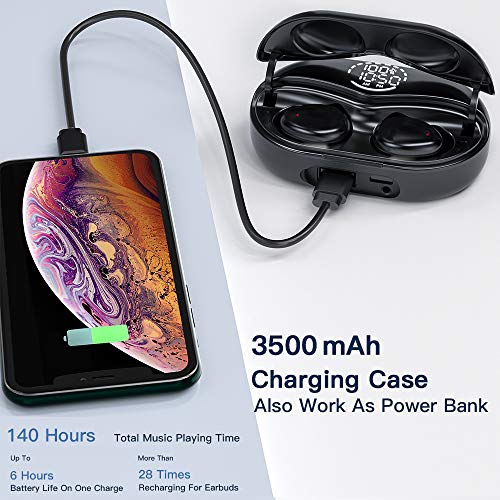 100%
3500 mAh
Charging Case
Also Work As Power Bank
140 Hours Total Music Playing Time
Up To More Than
6 Hours 28 Times
Battery Life On One Charge Recharging For Earbuds